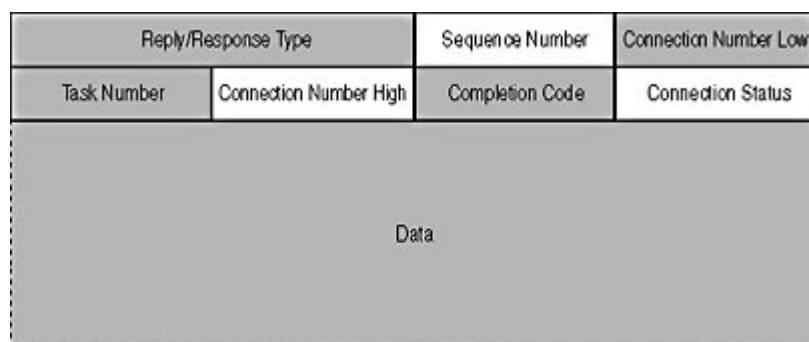 Reply/Response Type Sequence Number Connection Number Low
Task Number Connection Number High Completion Code Connection Status
Data